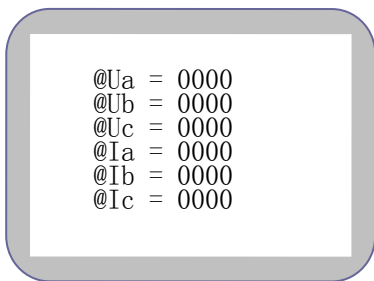 @Ua = 0000
@Ub = 0000
@Uc = 0000
@Ia = 0000
@Ib = 0000
@Ic = 0000